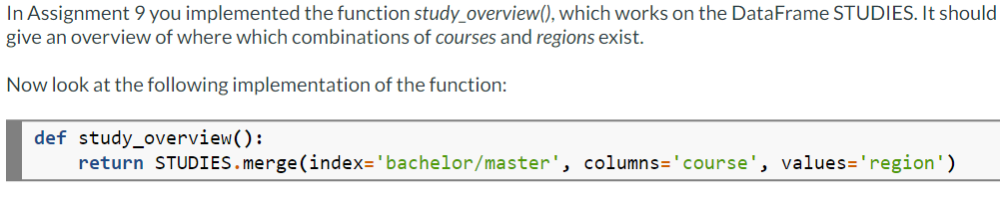 In Assignment 9 you implemented the function study_overview(), which works on the DataFrame STUDIES. It should
give an overview of where which combinations of courses and regions exist.
Now look at the following implementation of the function:
def study_overview():
    return STUDIES.merge(index='bachelor/master', columns='course', values='region')